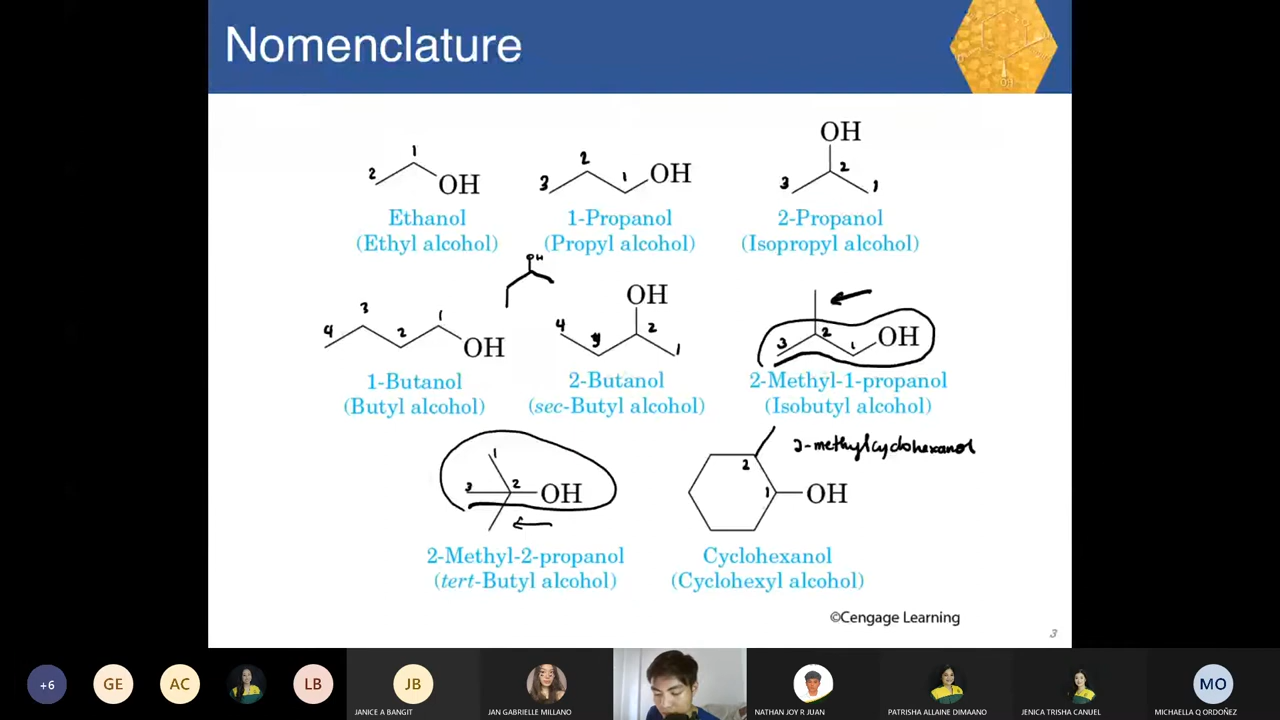 Nomenclature
OH
1
2
OH
Ethanol
(Ethyl alcohol)
2
3
1
OH
1-Propanol
(Propyl alcohol)
OH
2
3
1
2-Propanol
(Isopropyl alcohol)
OH
3
4
2
1
OH
1-Butanol
(Butyl alcohol)
OH
4
2
1
2-Butanol
(sec-Butyl alcohol)
2
3
1
OH
2-Methyl-1-propanol
(Isobutyl alcohol)
1
3
2
OH
2-Methyl-2-propanol
(tert-Butyl alcohol)
2-methylcyclohexanol
2
1
OH
Cyclohexanol
(Cyclohexyl alcohol)
©Cengage Learning
3
+6
GE
AC
LB
JB
MO
JANICE A BANGIT
JAN GABRIELLE MILLANO
NATHAN JOY R JUAN
PATRISHA ALLAINE DIMAANO
JENICA TRISHA CANUEL
MICHAELLA Q ORDOÑEZ